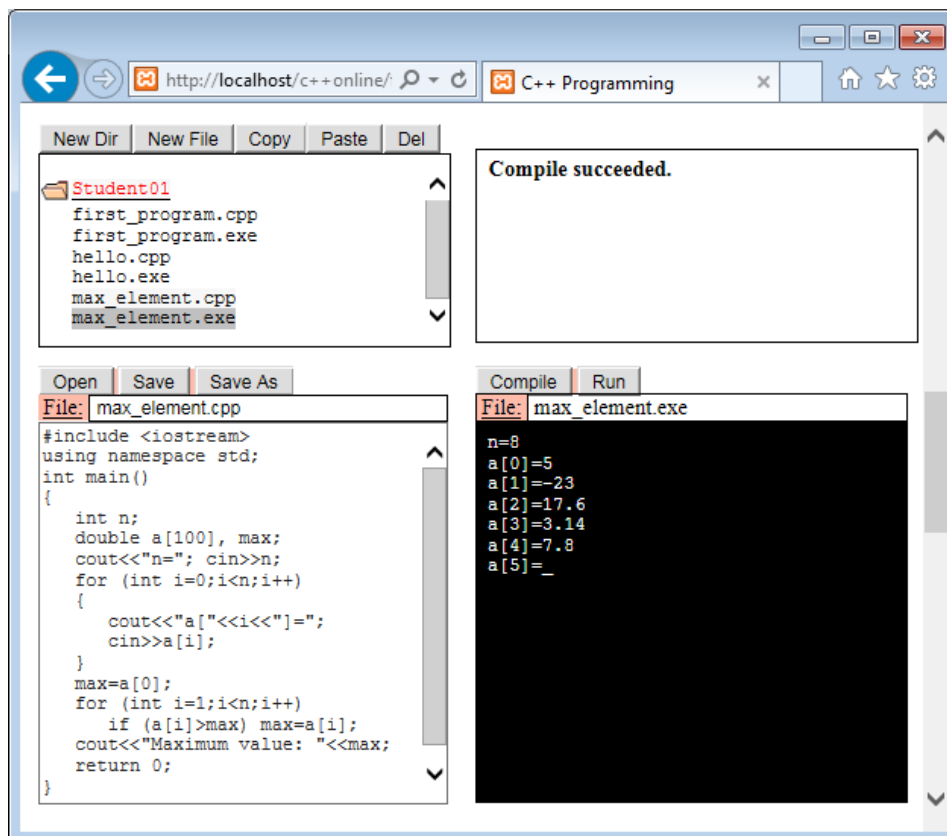 http://localhost/c++online/
C++ Programming
New Dir New File Copy Paste Del
Student01
first_program.cpp
first_program.exe
hello.cpp
hello.exe
max_element.cpp
max_element.exe
Compile succeeded.
Open Save Save As
File: max_element.cpp
#include <iostream>
using namespace std;
int main()
{
   int n;
   double a[100], max;
   cout<<"n="; cin>>n;
   for (int i=0;i<n;i++)
   {
      cout<<"a["<<i<<"]=";
      cin>>a[i];
   }
   max=a[0];
   for (int i=1;i<n;i++)
      if (a[i]>max) max=a[i];
   cout<<"Maximum value: "<<max;
   return 0;
}
Compile Run
File: max_element.exe
n=8
a[0]=5
a[1]=-23
a[2]=17.6
a[3]=3.14
a[4]=7.8
a[5]=_